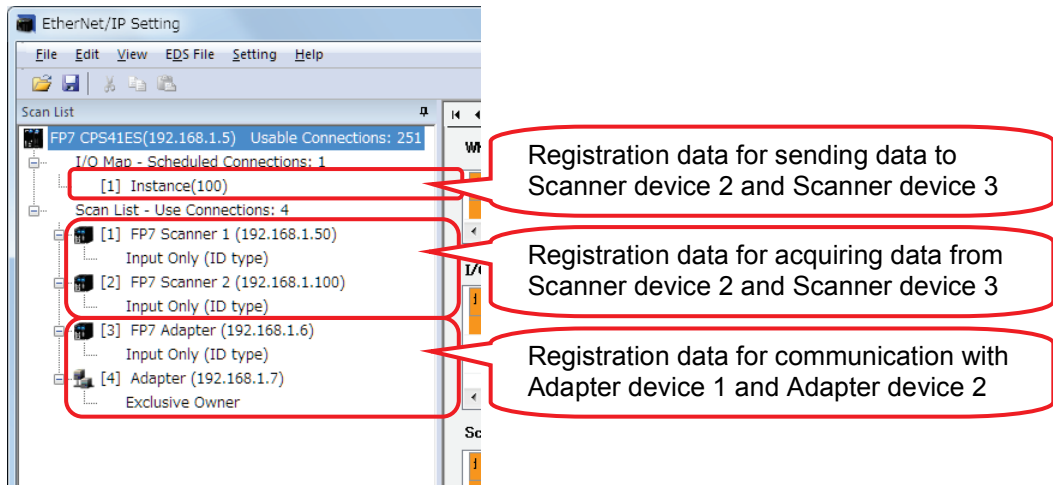 EtherNet/IP Setting
File Edit View EDS File Setting Help
Scan List
FP7 CPS41ES(192.168.1.5) Usable Connections: 251
I/O Map - Scheduled Connections: 1
[1] Instance(100)
Scan List - Use Connections: 4
[1] FP7 Scanner 1 (192.168.1.50)
Input Only (ID type)
[2] FP7 Scanner 2 (192.168.1.100)
Input Only (ID type)
[3] FP7 Adapter (192.168.1.6)
Input Only (ID type)
[4] Adapter (192.168.1.7)
Exclusive Owner
Registration data for sending data to
Scanner device 2 and Scanner device 3
Registration data for acquiring data from
Scanner device 2 and Scanner device 3
Registration data for communication with
Adapter device 1 and Adapter device 2